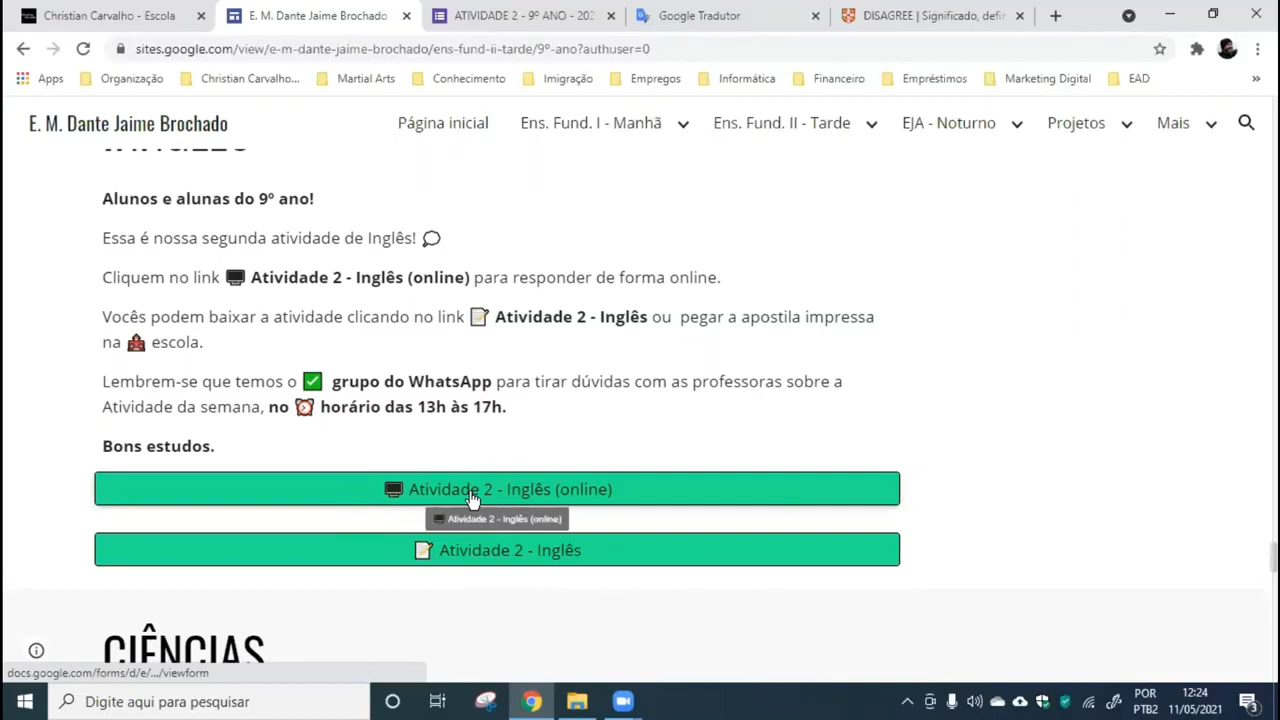 Christian Carvalho - Escola
E. M. Dante Jaime Brochado
ATIVIDADE 2 - 9º ANO - 202
Google Tradutor
DISAGREE | Significado, defin
sites.google.com/view/e-m-dante-jaime-brochado/ens-fund-ii-tarde/9º-ano?authuser=0
Apps
Organização
Christian Carvalho...
Martial Arts
Conhecimento
Imigração
Empregos
Informática
Financeiro
Empréstimos
Marketing Digital
EAD
E. M. Dante Jaime Brochado
Página inicial
Ens. Fund. I - Manhã
Ens. Fund. II - Tarde
EJA - Noturno
Projetos
Mais
Alunos e alunas do 9º ano!
Essa é nossa segunda atividade de Inglês!
Cliquem no link Atividade 2 - Inglês (online) para responder de forma online.
Vocês podem baixar a atividade clicando no link Atividade 2 - Inglês ou pegar a apostila impressa
na escola.
Lembrem-se que temos o grupo do WhatsApp para tirar dúvidas com as professoras sobre a
Atividade da semana, no horário das 13h às 17h.
Bons estudos.
Atividade 2 - Inglês (online)
Atividade 2 - Inglês (online)
Atividade 2 - Inglês
CIÊNCIAS
docs.google.com/forms/d/e/.../viewform
Digite aqui para pesquisar
POR
PTB2
12:24
11/05/2021
3